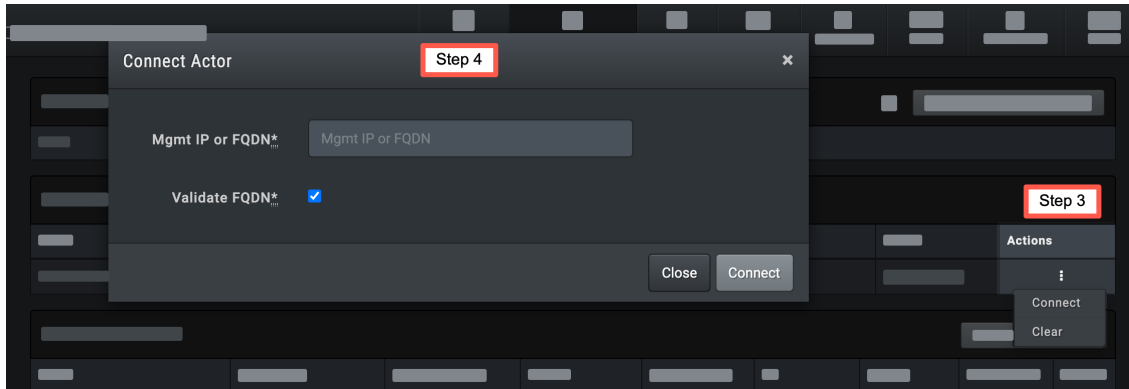 Connect Actor
Step 4
×
Mgmt IP or FQDN*
Mgmt IP or FQDN
Validate FQDN*
Step 3
Actions
Close
Connect
Connect
Clear